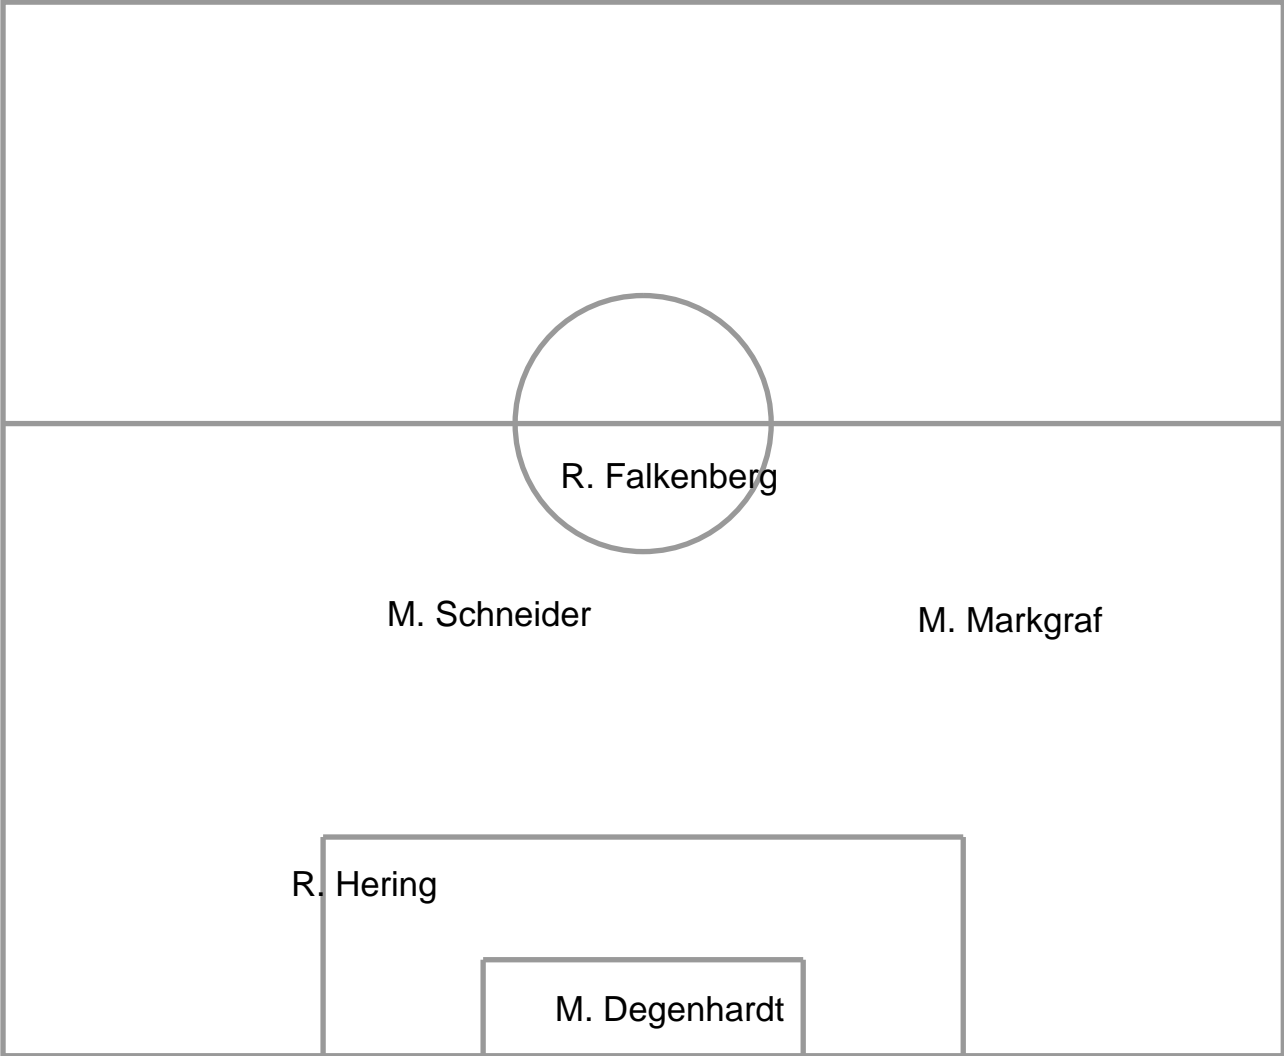 R. Falkenberg
M. Schneider
M. Markgraf
R. Hering
M. Degenhardt